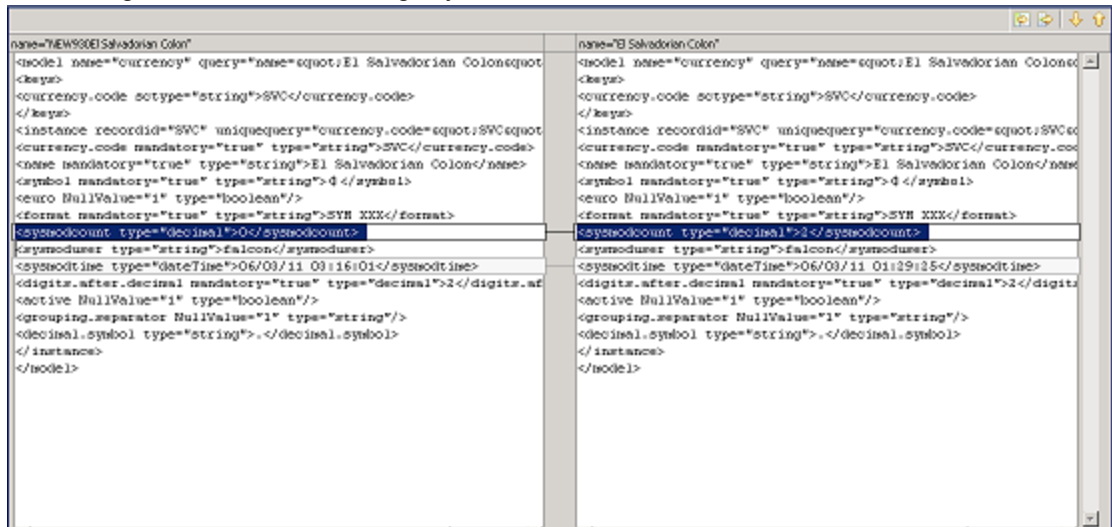 name="NEW930El Salvadorian Colon"
<model name="currency" query="name=&quot;El Salvadorian Colon&quot
<keys>
<currency.code sctype="string">SVC</currency.code>
</keys>
<instance recordid="SVC" uniquequery="currency.code=&quot;SVC&quot
<currency.code mandatory="true" type="string">SVC</currency.code>
<name mandatory="true" type="string">El Salvadorian Colon</name>
<symbol mandatory="true" type="string">₡</symbol>
<euro NullValue="1" type="boolean"/>
<format mandatory="true" type="string">SYM XXX</format>
<sysmodcount type="decimal">0</sysmodcount>
<sysmoduser type="string">falcon</sysmoduser>
<sysmodtime type="dateTime">06/03/11 03:16:01</sysmodtime>
<digits.after.decimal mandatory="true" type="decimal">2</digits.af
<active NullValue="1" type="boolean"/>
<grouping.separator NullValue="1" type="string"/>
<decimal.symbol type="string">.</decimal.symbol>
</instance>
</model>
name="El Salvadorian Colon"
<model name="currency" query="name=&quot;El Salvadorian Colon&
<keys>
<currency.code sctype="string">SVC</currency.code>
</keys>
<instance recordid="SVC" uniquequery="currency.code=&quot;SVC&
<currency.code mandatory="true" type="string">SVC</currency.cod
<name mandatory="true" type="string">El Salvadorian Colon</name
<symbol mandatory="true" type="string">₡</symbol>
<euro NullValue="1" type="boolean"/>
<format mandatory="true" type="string">SYM XXX</format>
<sysmodcount type="decimal">2</sysmodcount>
<sysmoduser type="string">falcon</sysmoduser>
<sysmodtime type="dateTime">06/03/11 01:29:25</sysmodtime>
<digits.after.decimal mandatory="true" type="decimal">2</digits
<active NullValue="1" type="boolean"/>
<grouping.separator NullValue="1" type="string"/>
<decimal.symbol type="string">.</decimal.symbol>
</instance>
</model>